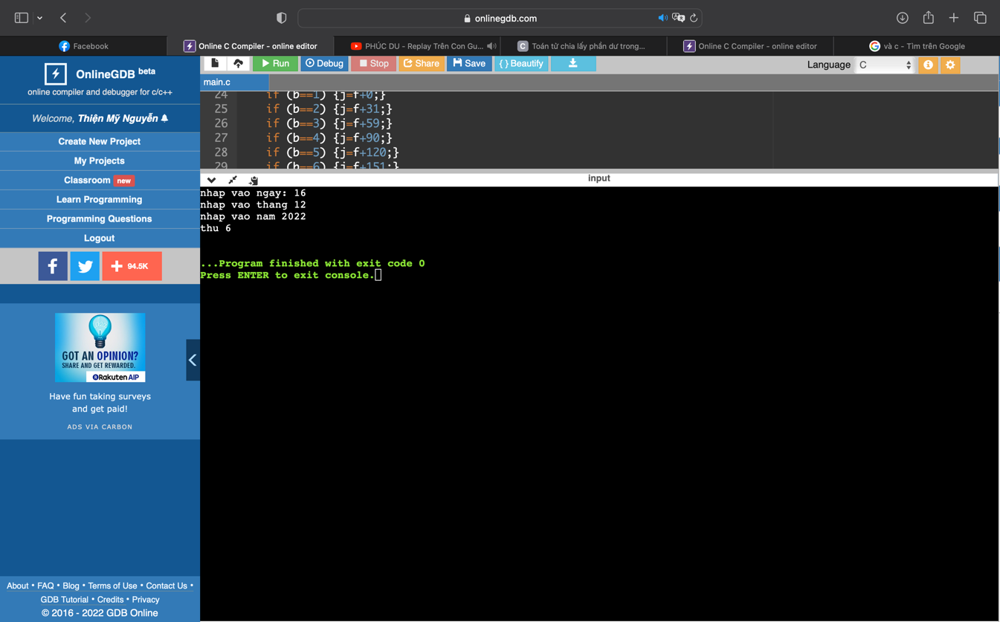 onlinegdb.com
Facebook
Online C Compiler - online editor
PHÚC DU - Replay Trên Con Gu...
Toán tử chia lấy phần dư trong...
Online C Compiler - online editor
và c - Tìm trên Google
OnlineGDB beta
online compiler and debugger for c/c++
Welcome, Thiện Mỹ Nguyễn
Create New Project
My Projects
Classroom new
Learn Programming
Programming Questions
Logout
94.5K
GOT AN OPINION?
SHARE AND GET REWARDED.
Rakuten AIP
Have fun taking surveys
and get paid!
ADS VIA CARBON
About • FAQ • Blog • Terms of Use • Contact Us •
GDB Tutorial • Credits • Privacy
© 2016 - 2022 GDB Online
Run Debug Stop Share Save { } Beautify
Language C
main.c
24 if (b==1) {j=f+0;}
25 if (b==2) {j=f+31;}
26 if (b==3) {j=f+59;}
27 if (b==4) {j=f+90;}
28 if (b==5) {j=f+120;}
29 if (b==6) {j=f+151;}
input
nhap vao ngay: 16
nhap vao thang 12
nhap vao nam 2022
thu 6
...Program finished with exit code 0
Press ENTER to exit console.